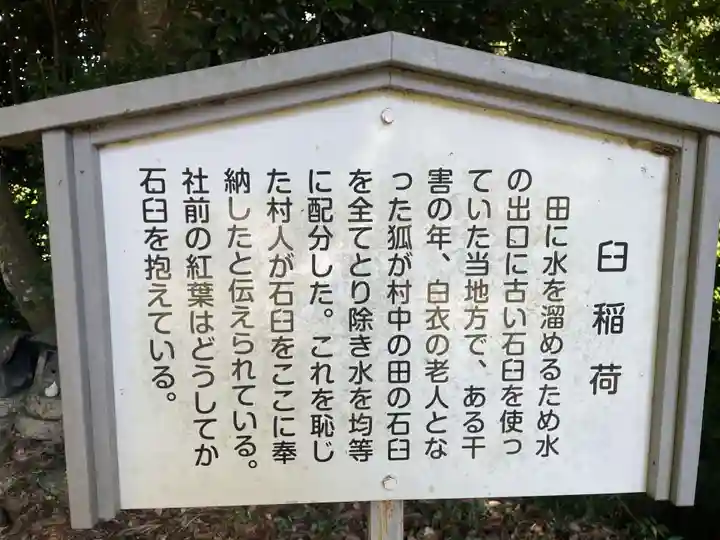 臼稲荷
田に水を溜めるため水
の出口に古い石臼を使っ
ていた当地方で、ある干
害の年、白衣の老人とな
った狐が村中の田の石臼
を全てとり除き水を均等
に配分した。これを恥じ
た村人が石臼をここに奉
納したと伝えられている。
社前の紅葉はどうしてか
石臼を抱えている。